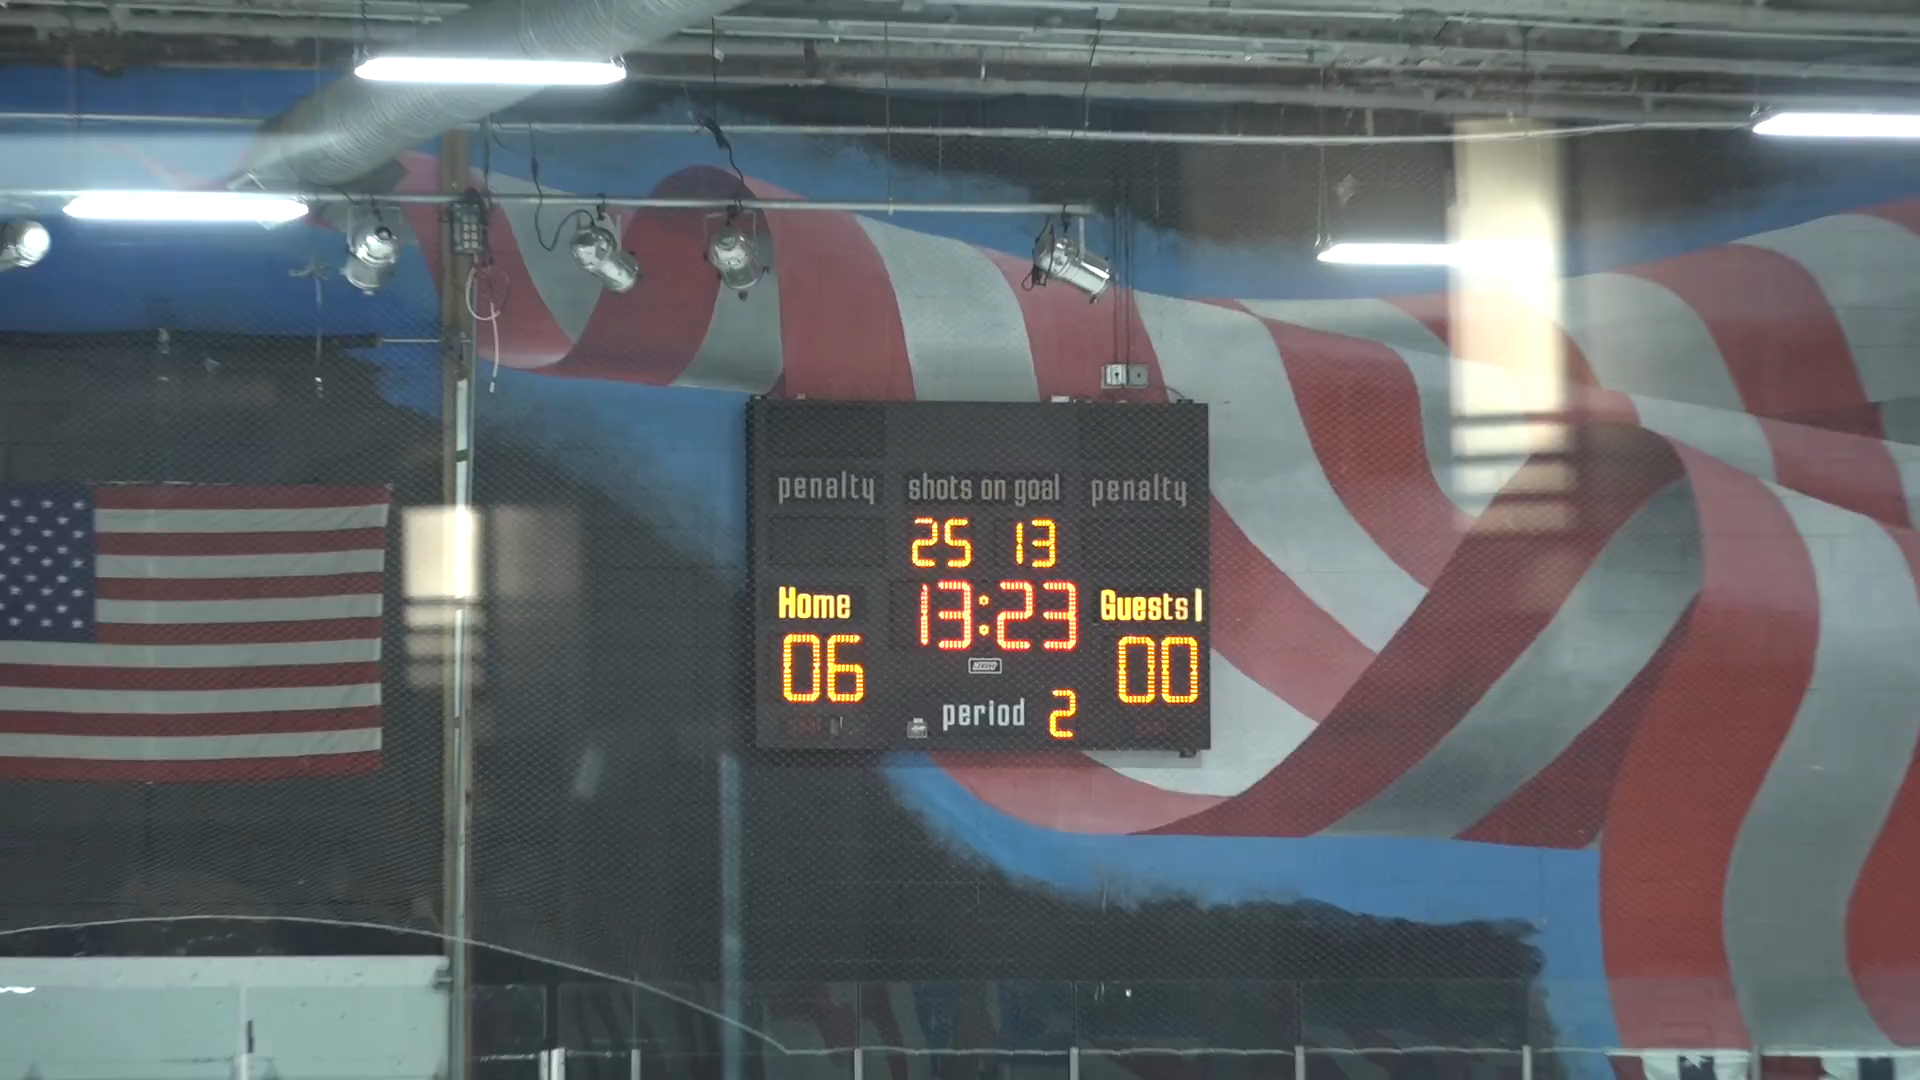 penalty shots on goal penalty
25 13
Home 13:23 Guests
06 00
period 2